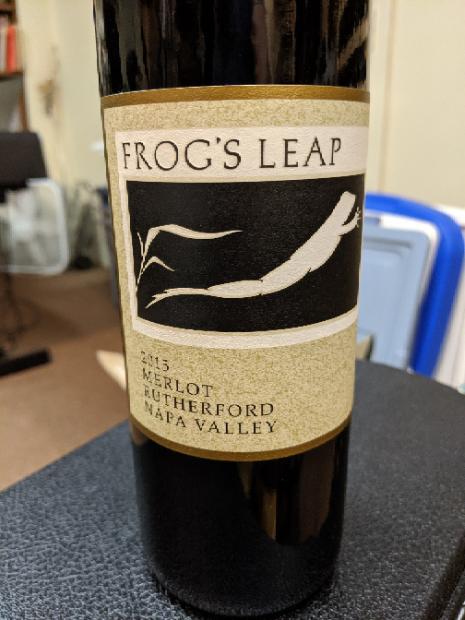 FROG'S LEAP
2015
MERLOT
RUTHERFORD
NAPA VALLEY